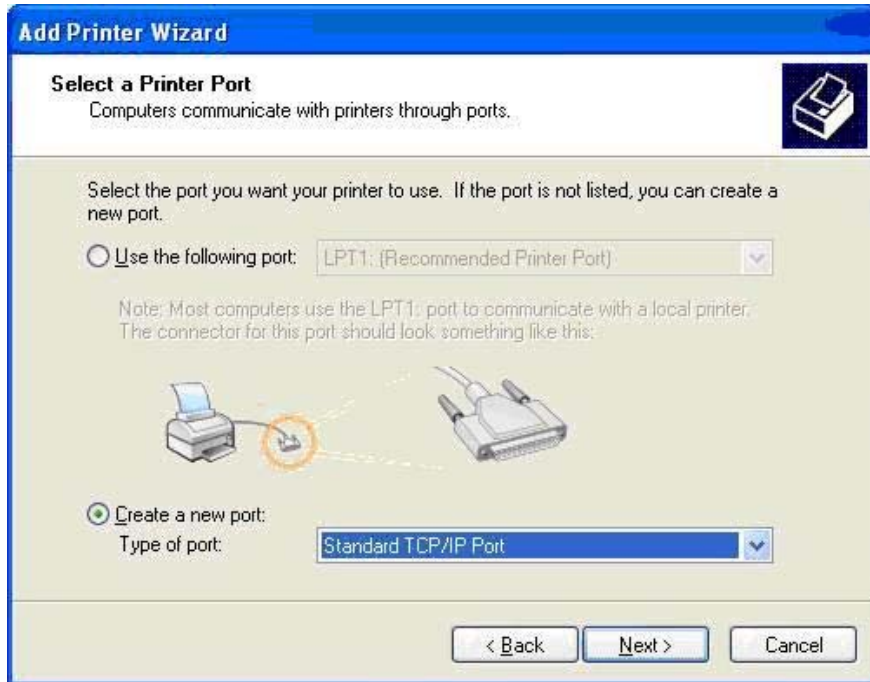 Add Printer Wizard
Select a Printer Port
Computers communicate with printers through ports.
Select the port you want your printer to use.  If the port is not listed, you can create a
new port.
Use the following port:
LPT1: (Recommended Printer Port)
Note: Most computers use the LPT1: port to communicate with a local printer.
The connector for this port should look something like this:
Create a new port:
Type of port:
Standard TCP/IP Port
< Back
Next >
Cancel